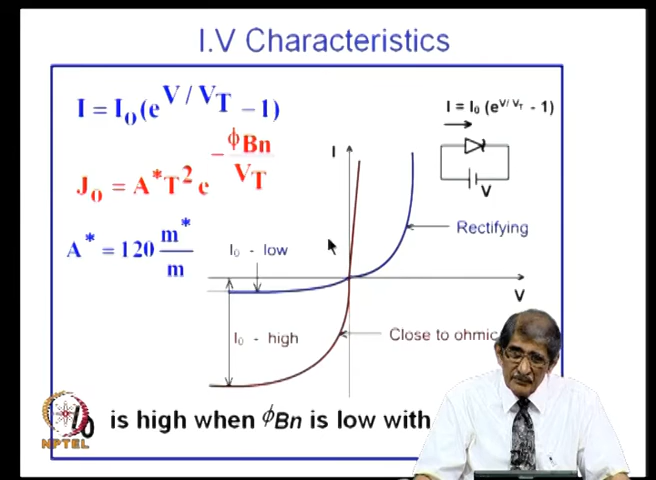 I.V Characteristics
I = I₀ (e^V / V_T − 1)
I = I₀ (e^V/V_T - 1)
J₀ = A*T² e^−ϕBn/V_T
I
V
A* = 120 m*/m
I₀ - low
Rectifying
V
I₀ - high
Close to ohmic
I₀ is high when ϕBn is low with
NPTEL